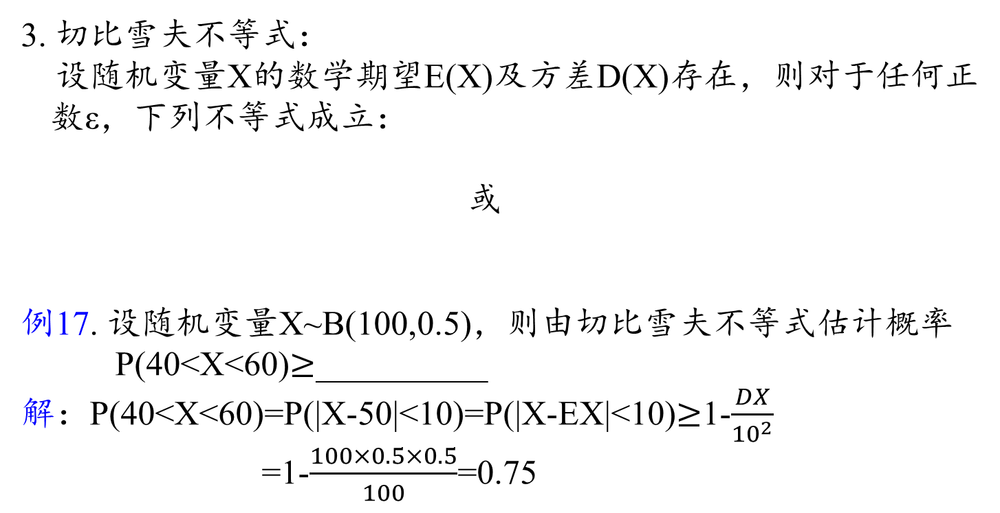 3. 切比雪夫不等式：
设随机变量X的数学期望E(X)及方差D(X)存在，则对于任何正
数ε，下列不等式成立：
或
例17. 设随机变量X~B(100,0.5)，则由切比雪夫不等式估计概率
P(40<X<60)≥__________
解：P(40<X<60)=P(|X-50|<10)=P(|X-EX|<10)≥1-\frac{DX}{10^2}
=1-\frac{100×0.5×0.5}{100}=0.75